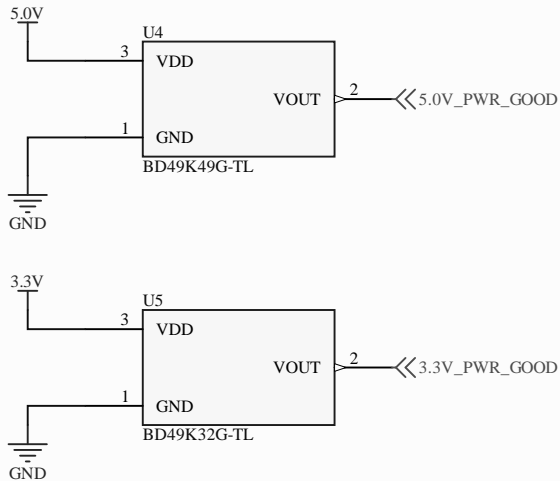 5.0V
U4
3 VDD
VOUT 2 5.0V_PWR_GOOD
1 GND
BD49K49G-TL
GND
3.3V
U5
3 VDD
VOUT 2 3.3V_PWR_GOOD
1 GND
BD49K32G-TL
GND